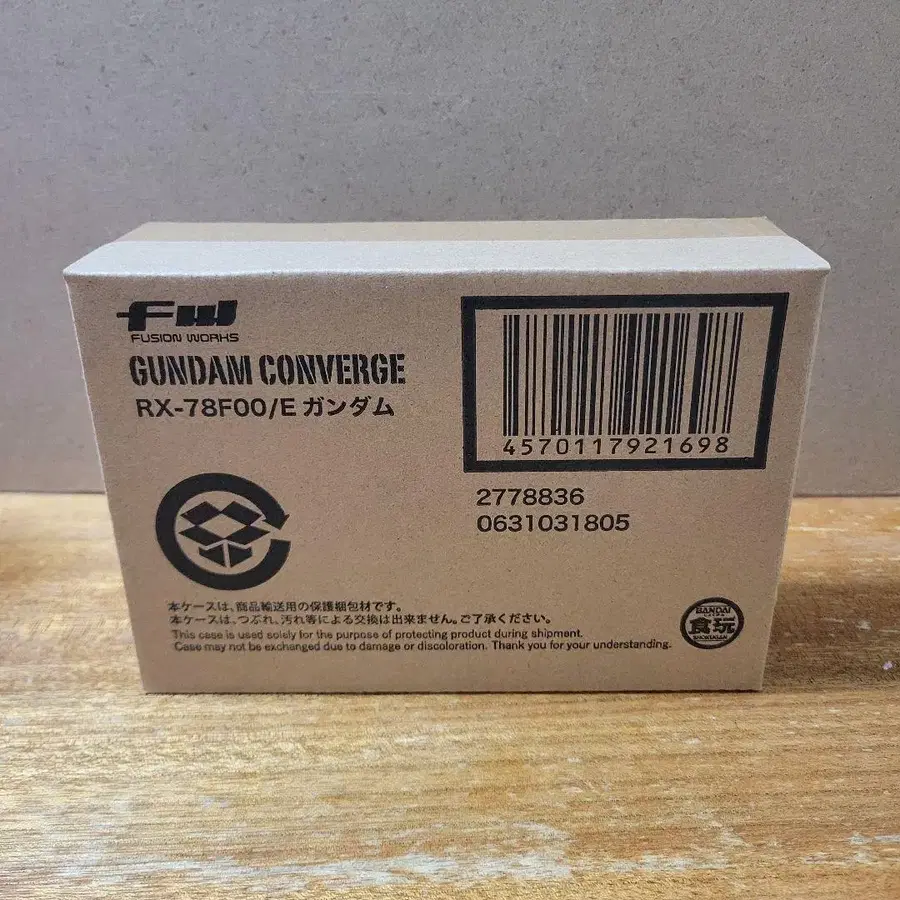 FW
FUSION WORKS
GUNDAM CONVERGE
RX-78F00/E ガンダム
4570117921698
2778836
0631031805
本ケースは、商品輸送用の保護梱包材です。
本ケースは、つぶれ、汚れ等による交換は出来ません。ご了承ください。
This case is used solely for the purpose of protecting product during shipment.
Case may not be exchanged due to damage or discoloration. Thank you for your understanding.
BANDAI
食玩